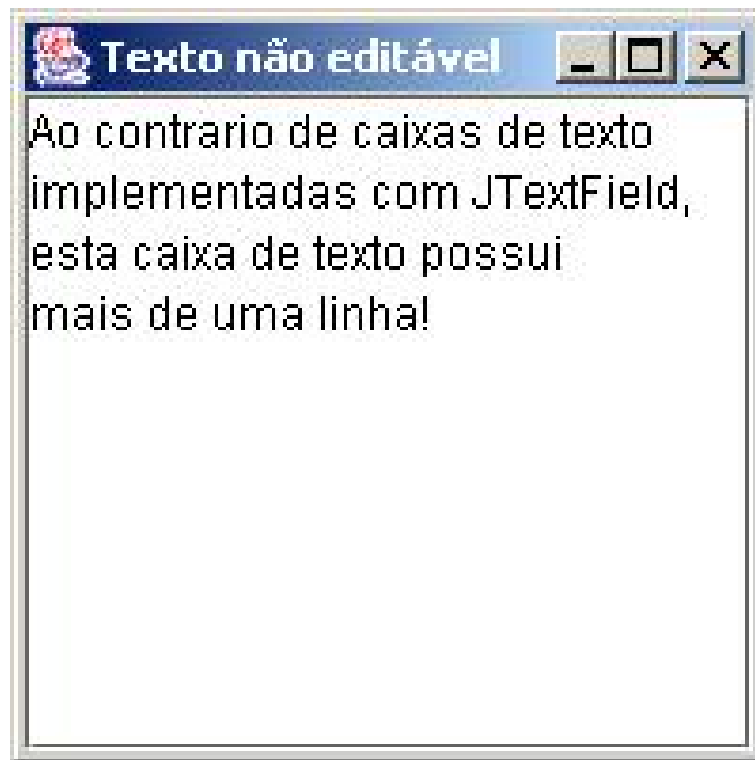 Texto não editável
Ao contrario de caixas de texto
implementadas com JTextField,
esta caixa de texto possui
mais de uma linha!